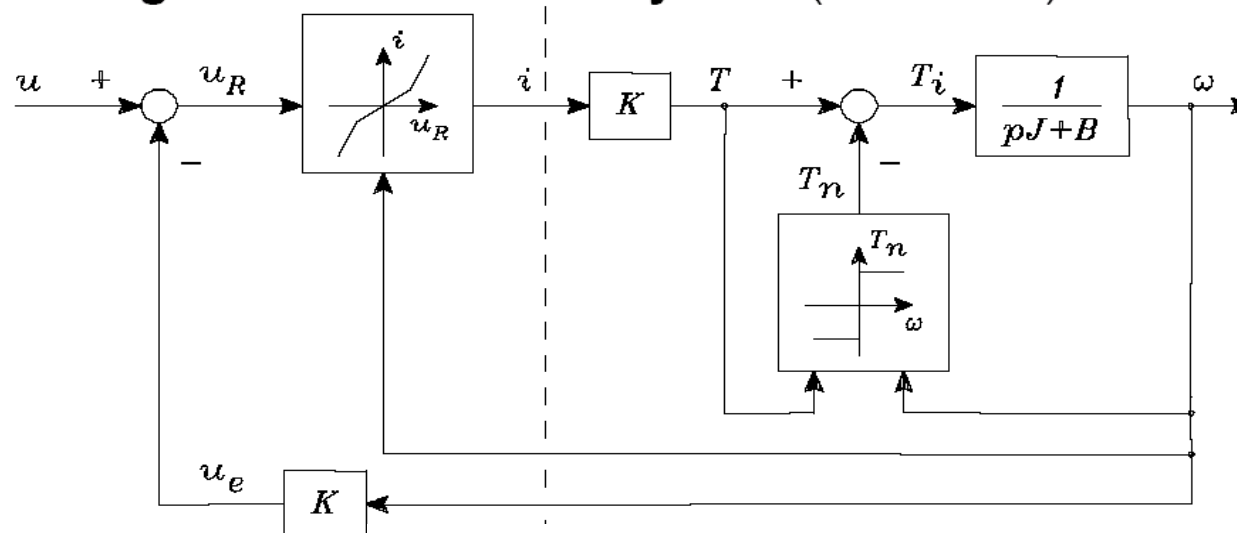 u + u_R i u_R i K T + T_i 1 / pJ+B ω
−
−
T_n
T_n ω
u_e K